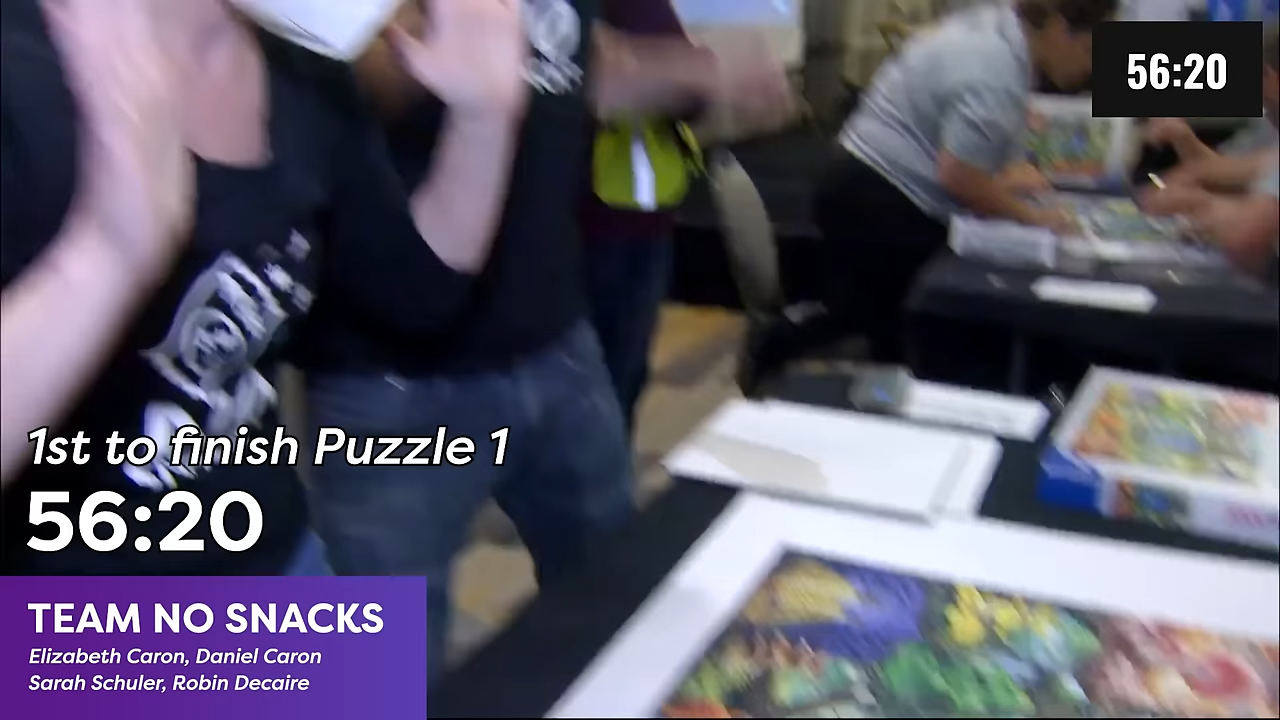 56:20
1st to finish Puzzle 1
56:20
TEAM NO SNACKS
Elizabeth Caron, Daniel Caron
Sarah Schuler, Robin Decaire